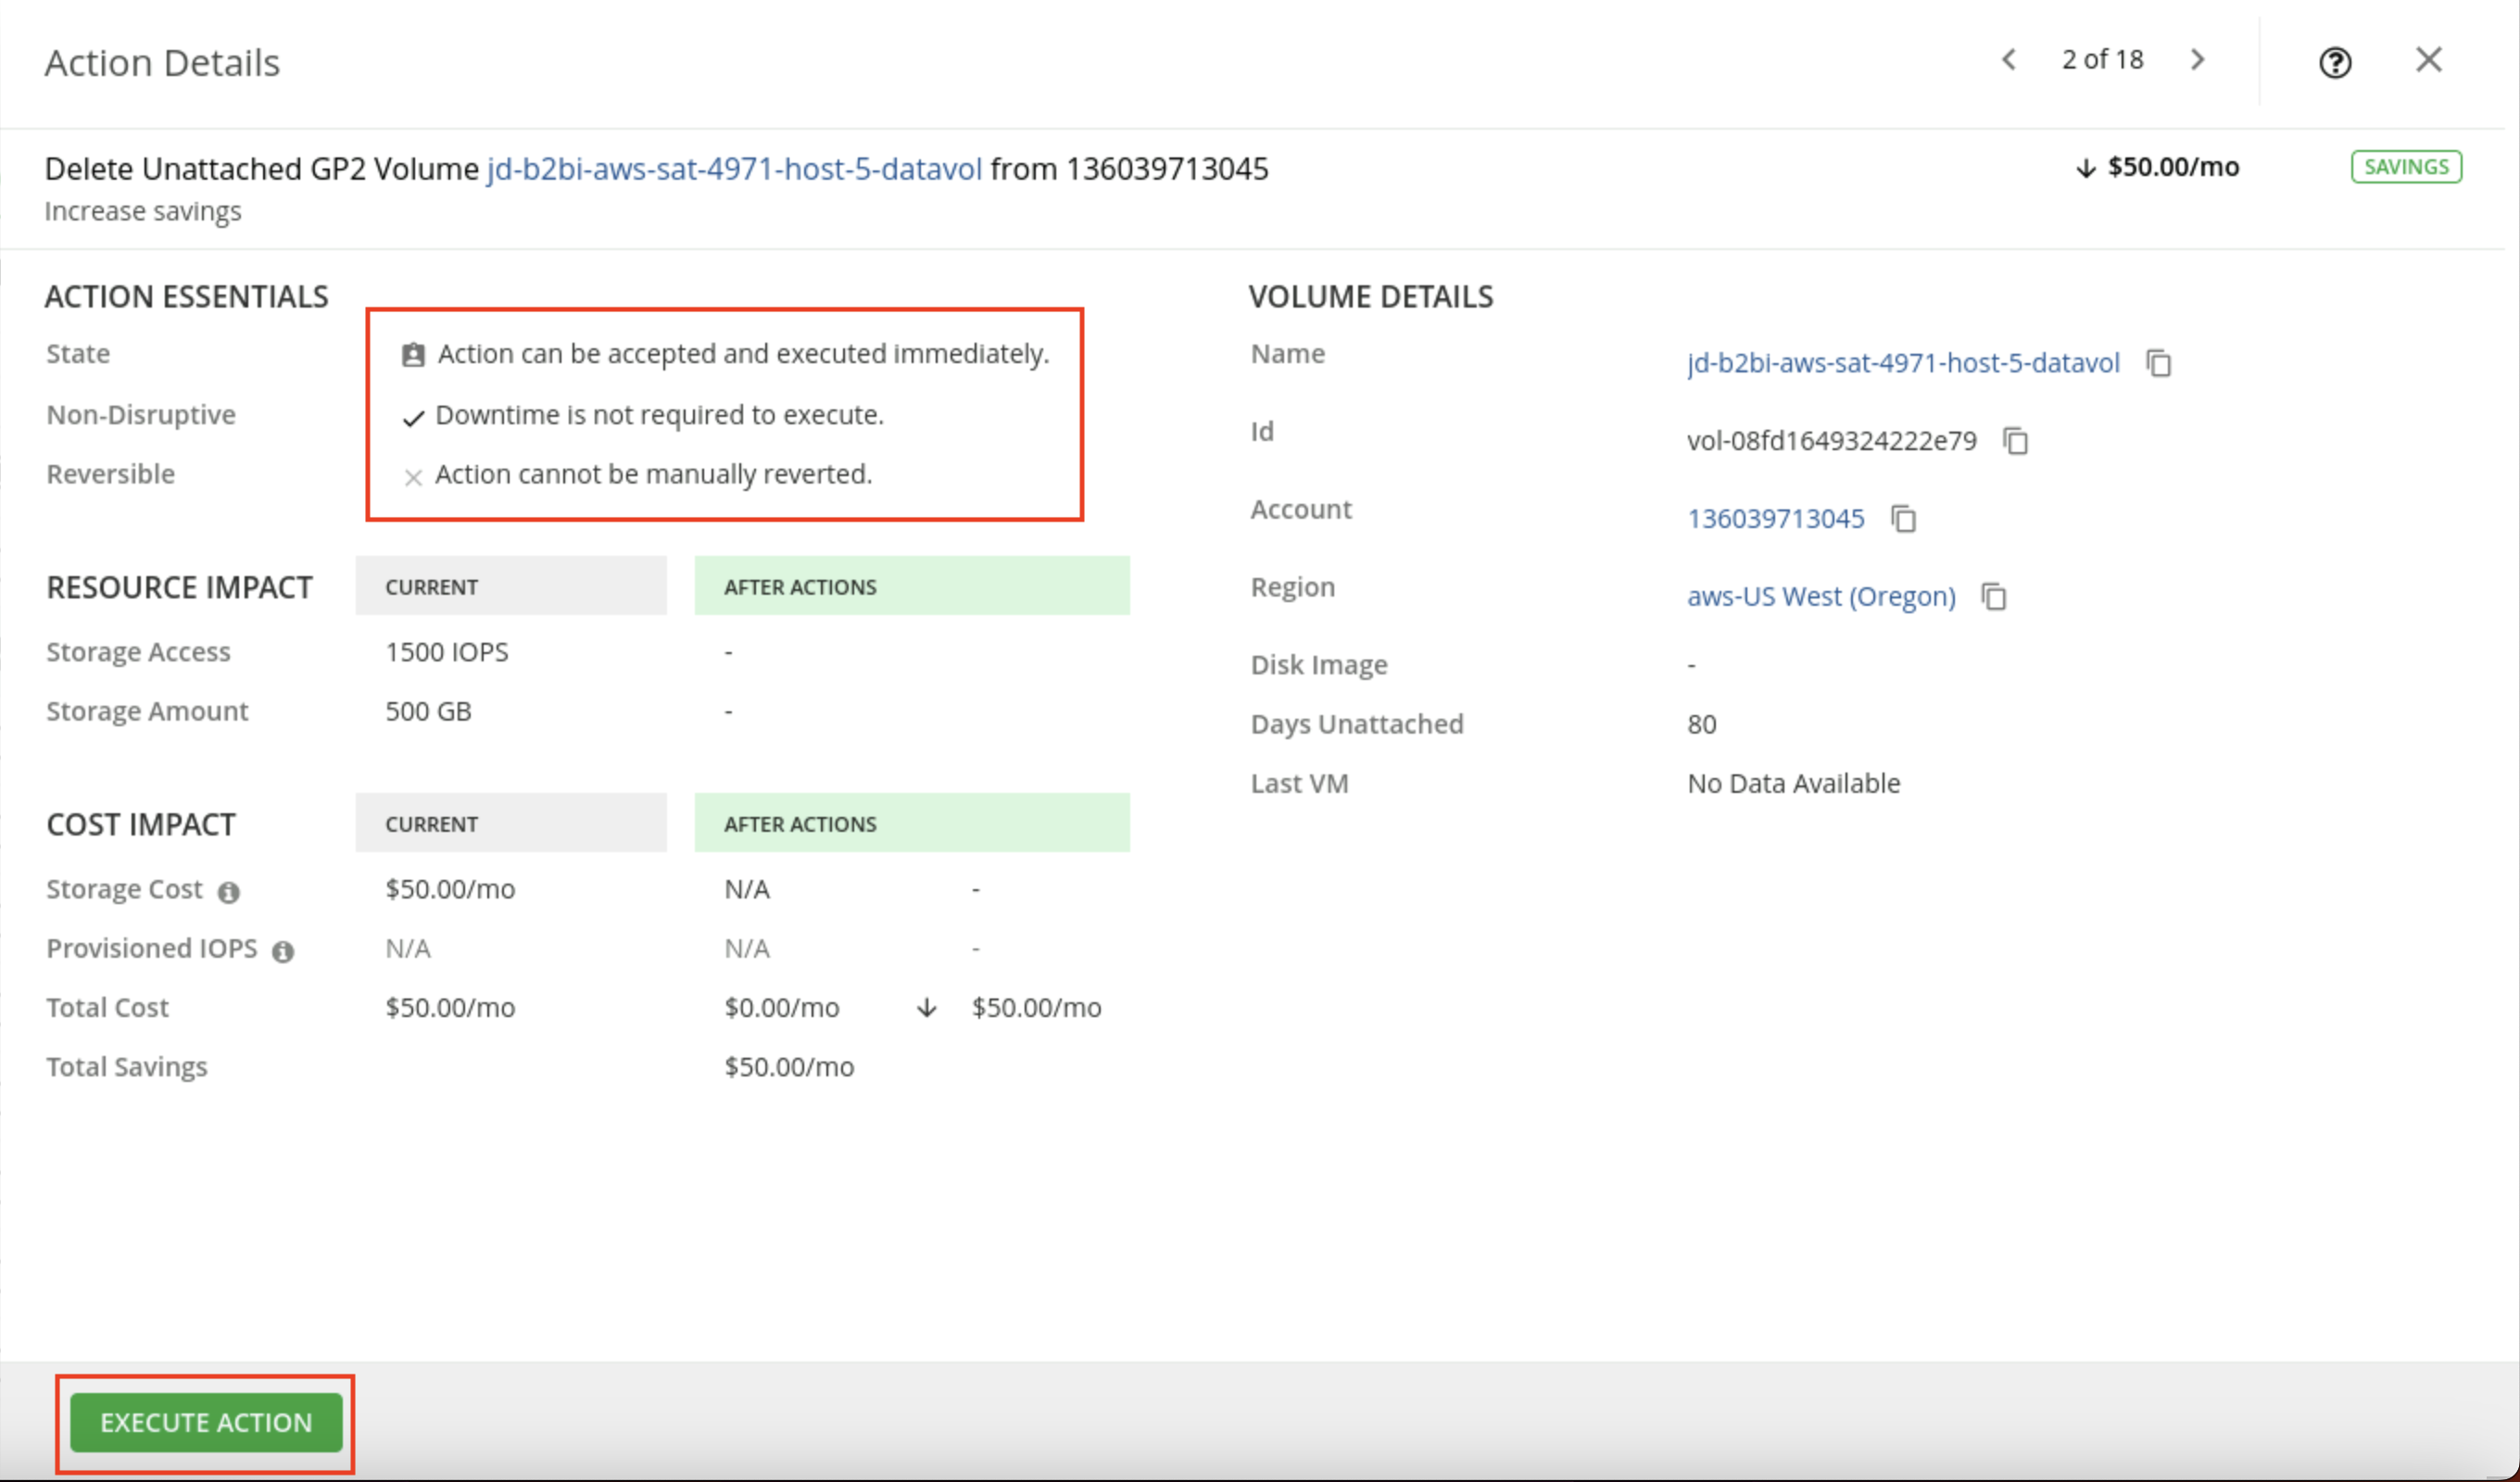 Action Details
2 of 18
Delete Unattached GP2 Volume jd-b2bi-aws-sat-4971-host-5-datavol from 136039713045
$50.00/mo
SAVINGS
Increase savings
ACTION ESSENTIALS
State Action can be accepted and executed immediately.
Non-Disruptive Downtime is not required to execute.
Reversible Action cannot be manually reverted.
RESOURCE IMPACT CURRENT AFTER ACTIONS
Storage Access 1500 IOPS -
Storage Amount 500 GB -
COST IMPACT CURRENT AFTER ACTIONS
Storage Cost $50.00/mo N/A -
Provisioned IOPS N/A N/A -
Total Cost $50.00/mo $0.00/mo $50.00/mo
Total Savings $50.00/mo
VOLUME DETAILS
Name jd-b2bi-aws-sat-4971-host-5-datavol
Id vol-08fd1649324222e79
Account 136039713045
Region aws-US West (Oregon)
Disk Image -
Days Unattached 80
Last VM No Data Available
EXECUTE ACTION